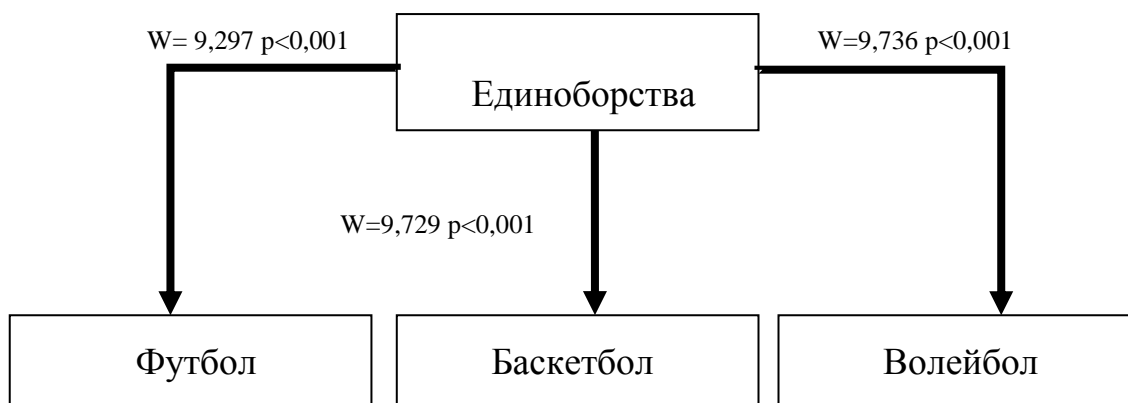 W= 9,297 p<0,001
W=9,736 p<0,001
Единоборства
W=9,729 p<0,001
Футбол
Баскетбол
Волейбол